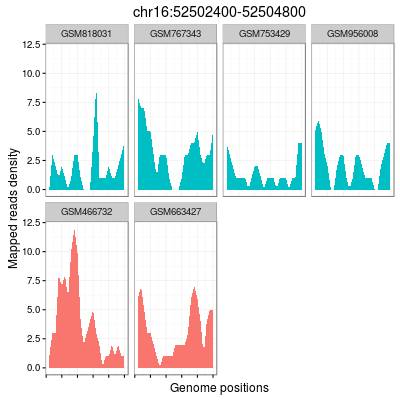 chr16:52502400-52504800
GSM818031 GSM767343 GSM753429 GSM956008
12.5
10.0
7.5
5.0
2.5
0.0
GSM466732 GSM663427
12.5
10.0
7.5
5.0
2.5
0.0
Mapped reads density
Genome positions